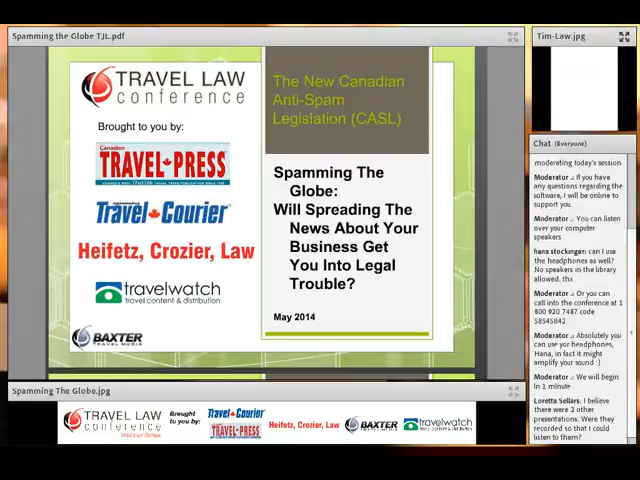 Spamming the Globe TJL.pdf
TRAVEL LAW
conference
Brought to you by:
Canadian
TRAVEL PRESS
Travel Courier
Heifetz, Crozier, Law
travelwatch
travel content & distribution
BAXTER
TRAVEL MEDIA
The New Canadian
Anti-Spam
Legislation (CASL)
Spamming The
Globe:
Will Spreading The
News About Your
Business Get
You Into Legal
Trouble?
May 2014
Tim-Law.jpg
Chat (Everyone)
moderating today's session.
Moderator : If you have
any questions regarding the
software, I will be online to
support you.
Moderator : You can listen
over your computer
speakers
hana stockinger: can I use
the headphones as well?
No speakers in the library
allowed. thx
Moderator : Or you can
call into the conference at 1
800 920 7487 code
58545842
Moderator : Absolutely you
can use yor headphones,
Hana, in fact it might
amplify your sound :)
Moderator : We will begin
in 1 minute
Loretta Sellars: I believe
there were 2 other
presentations. Were they
recorded so that I could
listen to them?
Spamming The Globe.jpg
TRAVEL LAW
conference
Webinar Series
Brought
to you by:
Travel Courier
TRAVEL PRESS
Heifetz, Crozier, Law
BAXTER
travelwatch